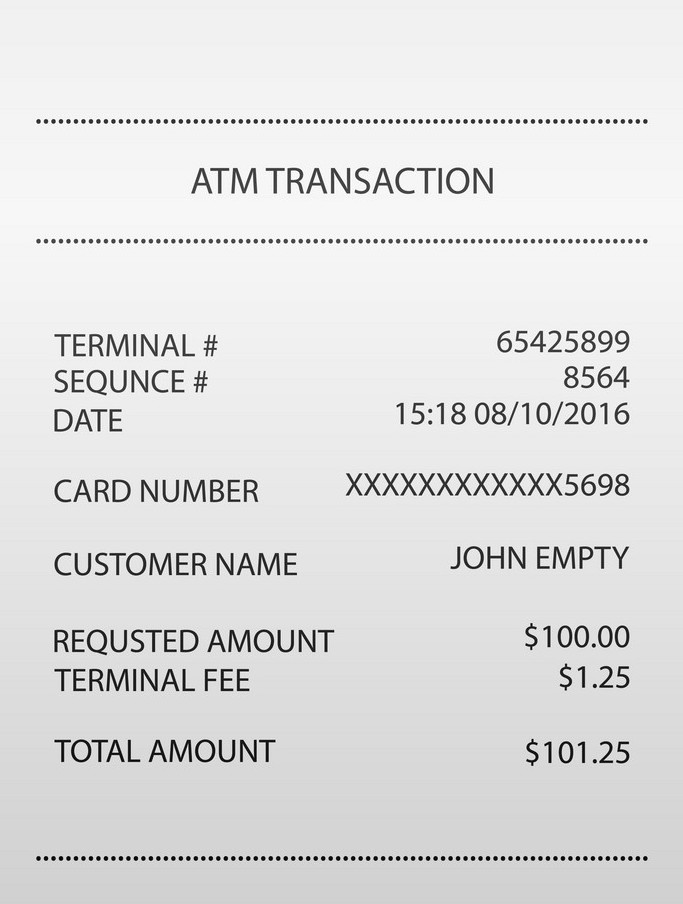 ATM TRANSACTION
TERMINAL # 65425899
SEQUNCE # 8564
DATE 15:18 08/10/2016
CARD NUMBER XXXXXXXXXXXX5698
CUSTOMER NAME JOHN EMPTY
REQUSTED AMOUNT $100.00
TERMINAL FEE $1.25
TOTAL AMOUNT $101.25